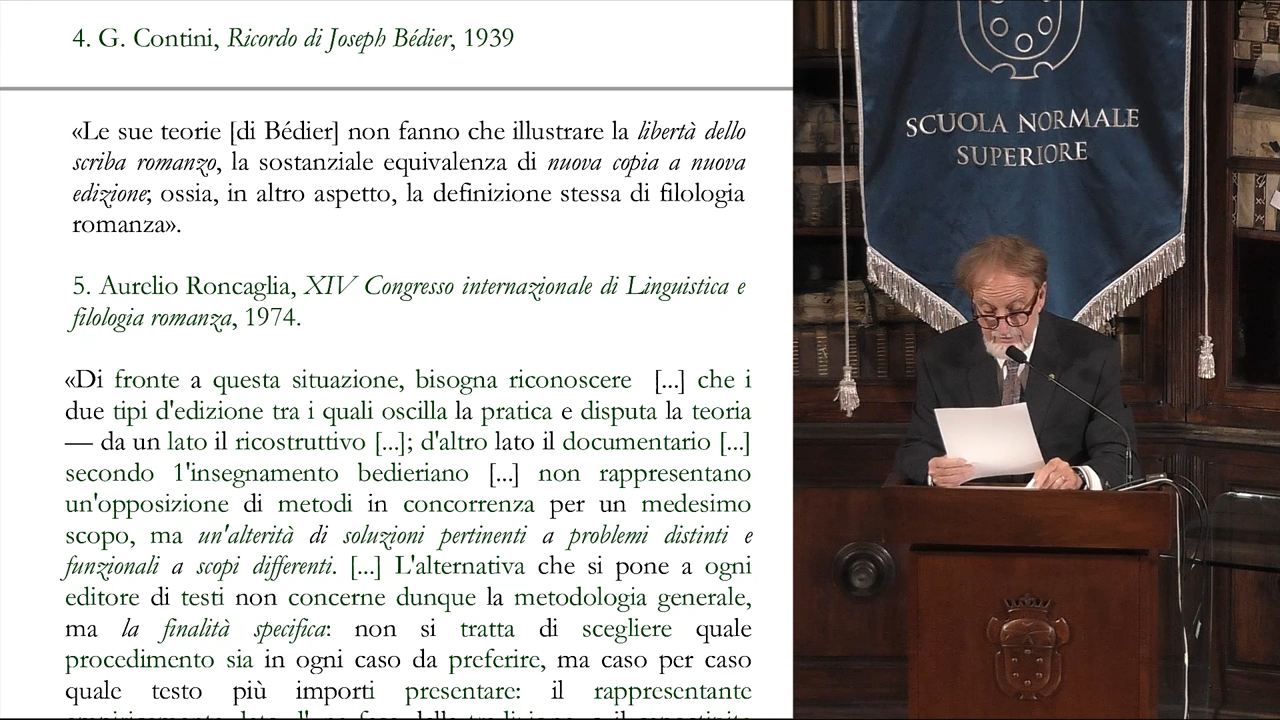 4. G. Contini, Ricordo di Joseph Bédier, 1939
«Le sue teorie [di Bédier] non fanno che illustrare la libertà dello
scriba romanzo, la sostanziale equivalenza di nuova copia a nuova
edizione; ossia, in altro aspetto, la definizione stessa di filologia
romanza».
5. Aurelio Roncaglia, XIV Congresso internazionale di Linguistica e
filologia romanza, 1974.
«Di fronte a questa situazione, bisogna riconoscere [...] che i
due tipi d'edizione tra i quali oscilla la pratica e disputa la teoria
— da un lato il ricostruttivo [...]; d'altro lato il documentario [...]
secondo 1'insegnamento bedieriano [...] non rappresentano
un'opposizione di metodi in concorrenza per un medesimo
scopo, ma un'alterità di soluzioni pertinenti a problemi distinti e
funzionali a scopi differenti. [...] L'alternativa che si pone a ogni
editore di testi non concerne dunque la metodologia generale,
ma la finalità specifica: non si tratta di scegliere quale
procedimento sia in ogni caso da preferire, ma caso per caso
quale testo più importi presentare: il rappresentante
SCUOLA NORMALE
SUPERIORE